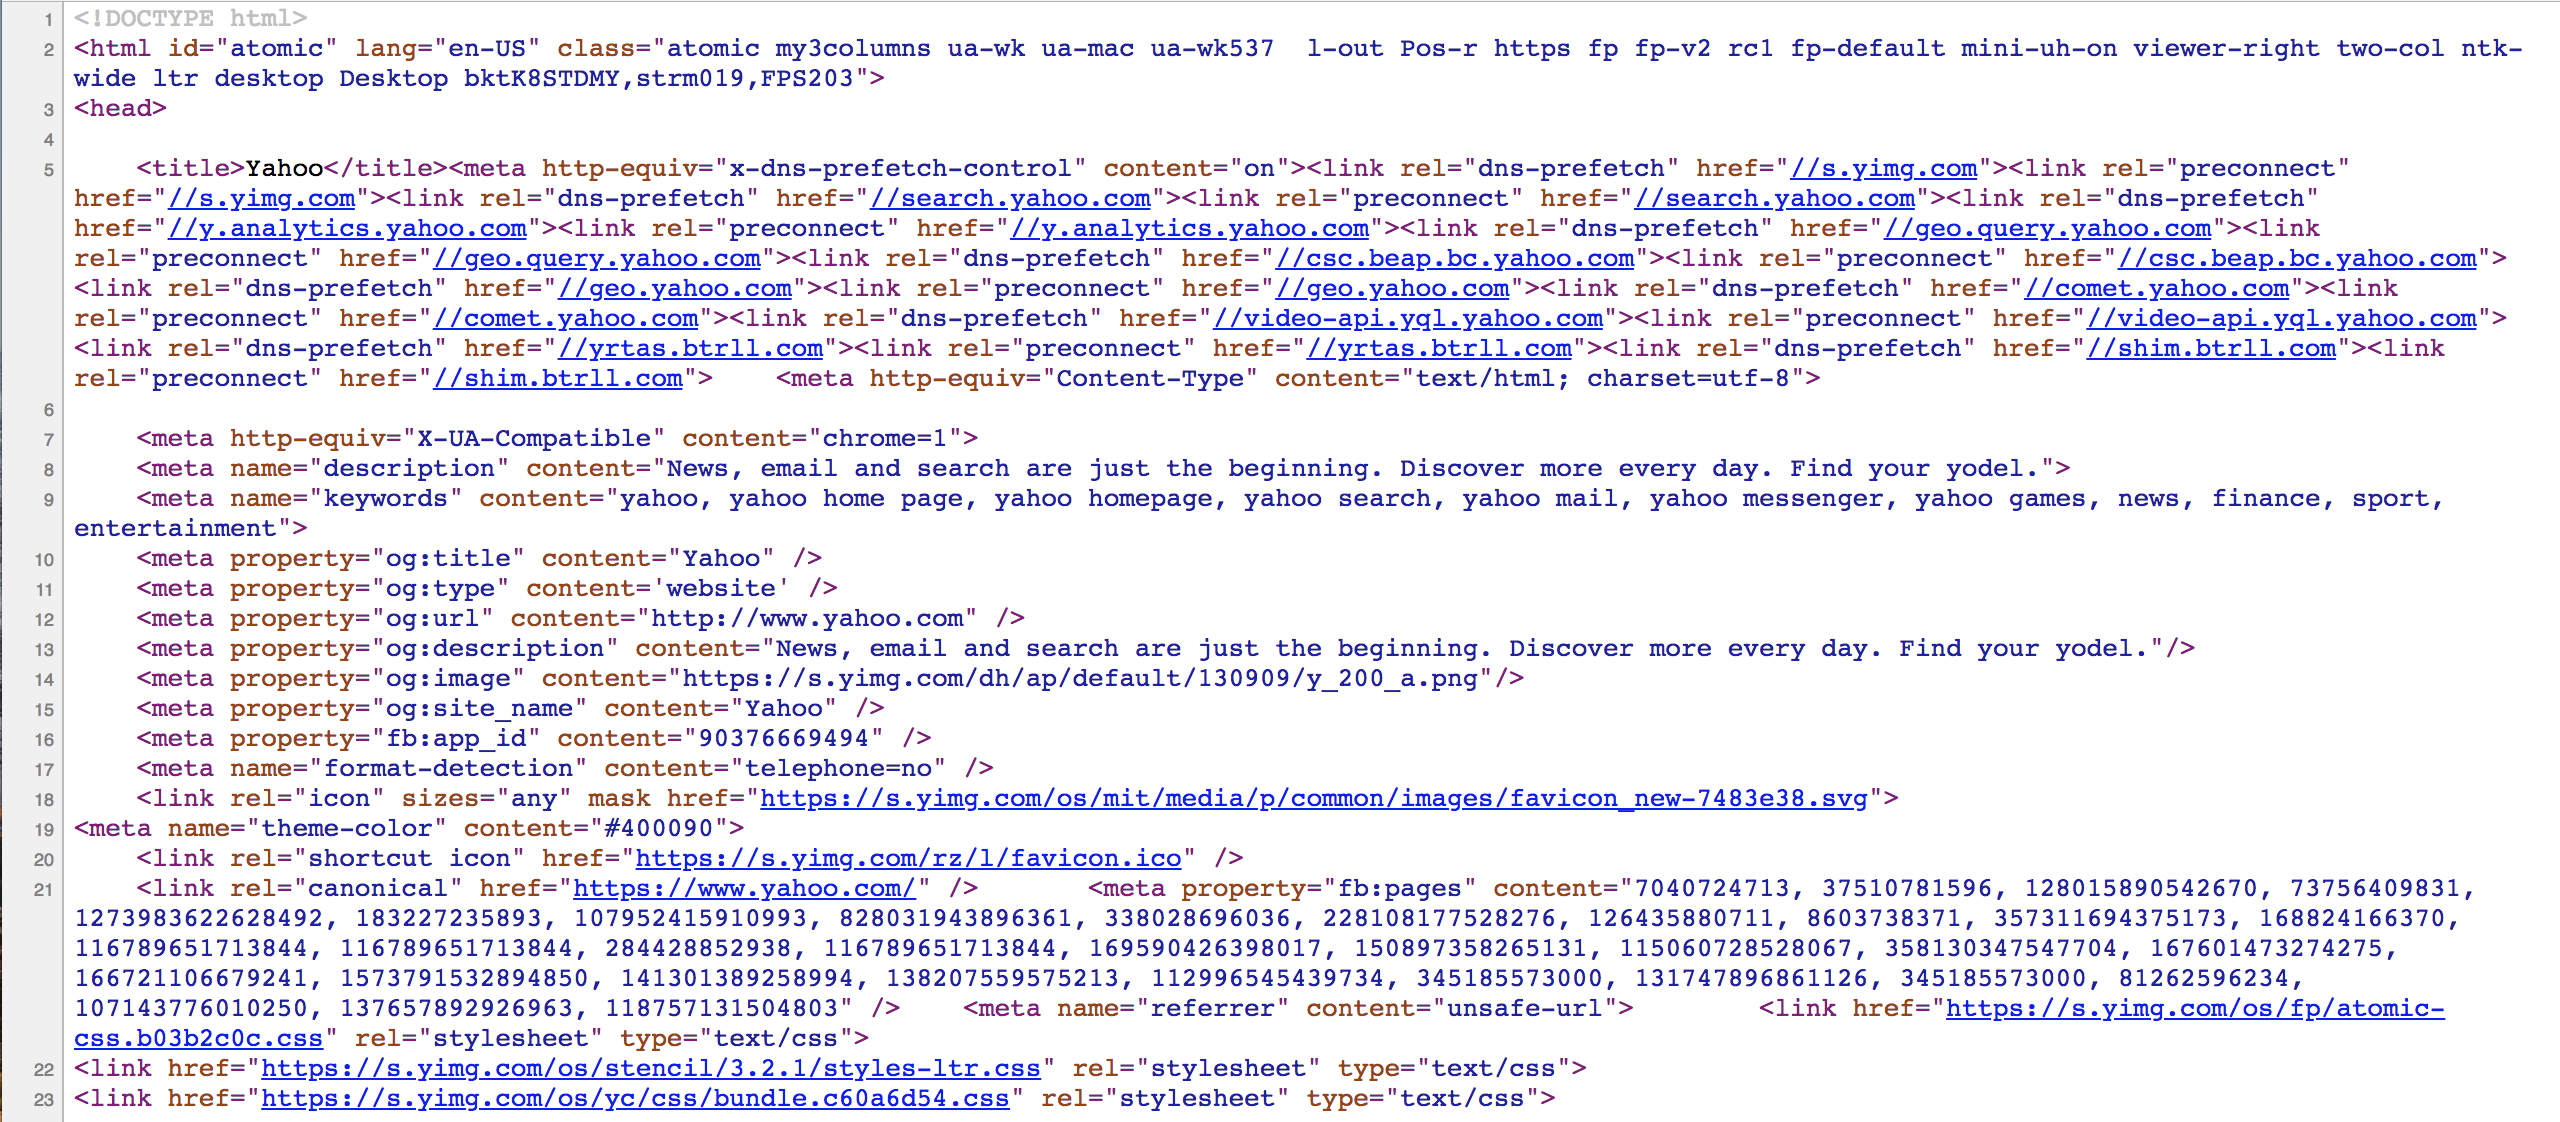 1 <!DOCTYPE html>
2 <html id="atomic" lang="en-US" class="atomic my3columns ua-wk ua-mac ua-wk537  l-out Pos-r https fp fp-v2 rc1 fp-default mini-uh-on viewer-right two-col ntk-
wide ltr desktop Desktop bktK8STDMY,strm019,FPS203">
3 <head>
4
5     <title>Yahoo</title><meta http-equiv="x-dns-prefetch-control" content="on"><link rel="dns-prefetch" href="//s.yimg.com"><link rel="preconnect"
href="//s.yimg.com"><link rel="dns-prefetch" href="//search.yahoo.com"><link rel="preconnect" href="//search.yahoo.com"><link rel="dns-prefetch"
href="//y.analytics.yahoo.com"><link rel="preconnect" href="//y.analytics.yahoo.com"><link rel="dns-prefetch" href="//geo.query.yahoo.com"><link
rel="preconnect" href="//geo.query.yahoo.com"><link rel="dns-prefetch" href="//csc.beap.bc.yahoo.com"><link rel="preconnect" href="//csc.beap.bc.yahoo.com">
<link rel="dns-prefetch" href="//geo.yahoo.com"><link rel="preconnect" href="//geo.yahoo.com"><link rel="dns-prefetch" href="//comet.yahoo.com"><link
rel="preconnect" href="//comet.yahoo.com"><link rel="dns-prefetch" href="//video-api.yql.yahoo.com"><link rel="preconnect" href="//video-api.yql.yahoo.com">
<link rel="dns-prefetch" href="//yrtas.btrll.com"><link rel="preconnect" href="//yrtas.btrll.com"><link rel="dns-prefetch" href="//shim.btrll.com"><link
rel="preconnect" href="//shim.btrll.com">    <meta http-equiv="Content-Type" content="text/html; charset=utf-8">
6
7     <meta http-equiv="X-UA-Compatible" content="chrome=1">
8     <meta name="description" content="News, email and search are just the beginning. Discover more every day. Find your yodel.">
9     <meta name="keywords" content="yahoo, yahoo home page, yahoo homepage, yahoo search, yahoo mail, yahoo messenger, yahoo games, news, finance, sport,
entertainment">
10     <meta property="og:title" content="Yahoo" />
11     <meta property="og:type" content='website' />
12     <meta property="og:url" content="http://www.yahoo.com" />
13     <meta property="og:description" content="News, email and search are just the beginning. Discover more every day. Find your yodel."/>
14     <meta property="og:image" content="https://s.yimg.com/dh/ap/default/130909/y_200_a.png"/>
15     <meta property="og:site_name" content="Yahoo" />
16     <meta property="fb:app_id" content="90376669494" />
17     <meta name="format-detection" content="telephone=no" />
18     <link rel="icon" sizes="any" mask href="https://s.yimg.com/os/mit/media/p/common/images/favicon_new-7483e38.svg">
19 <meta name="theme-color" content="#400090">
20     <link rel="shortcut icon" href="https://s.yimg.com/rz/l/favicon.ico" />
21     <link rel="canonical" href="https://www.yahoo.com/" />       <meta property="fb:pages" content="7040724713, 37510781596, 128015890542670, 73756409831,
1273983622628492, 183227235893, 107952415910993, 828031943896361, 338028696036, 228108177528276, 126435880711, 8603738371, 357311694375173, 168824166370,
116789651713844, 116789651713844, 284428852938, 116789651713844, 169590426398017, 150897358265131, 115060728528067, 358130347547704, 167601473274275,
166721106679241, 1573791532894850, 141301389258994, 138207559575213, 112996545439734, 345185573000, 131747896861126, 345185573000, 81262596234,
107143776010250, 137657892926963, 118757131504803" />    <meta name="referrer" content="unsafe-url">        <link href="https://s.yimg.com/os/fp/atomic-
css.b03b2c0c.css" rel="stylesheet" type="text/css">
22 <link href="https://s.yimg.com/os/stencil/3.2.1/styles-ltr.css" rel="stylesheet" type="text/css">
23 <link href="https://s.yimg.com/os/yc/css/bundle.c60a6d54.css" rel="stylesheet" type="text/css">